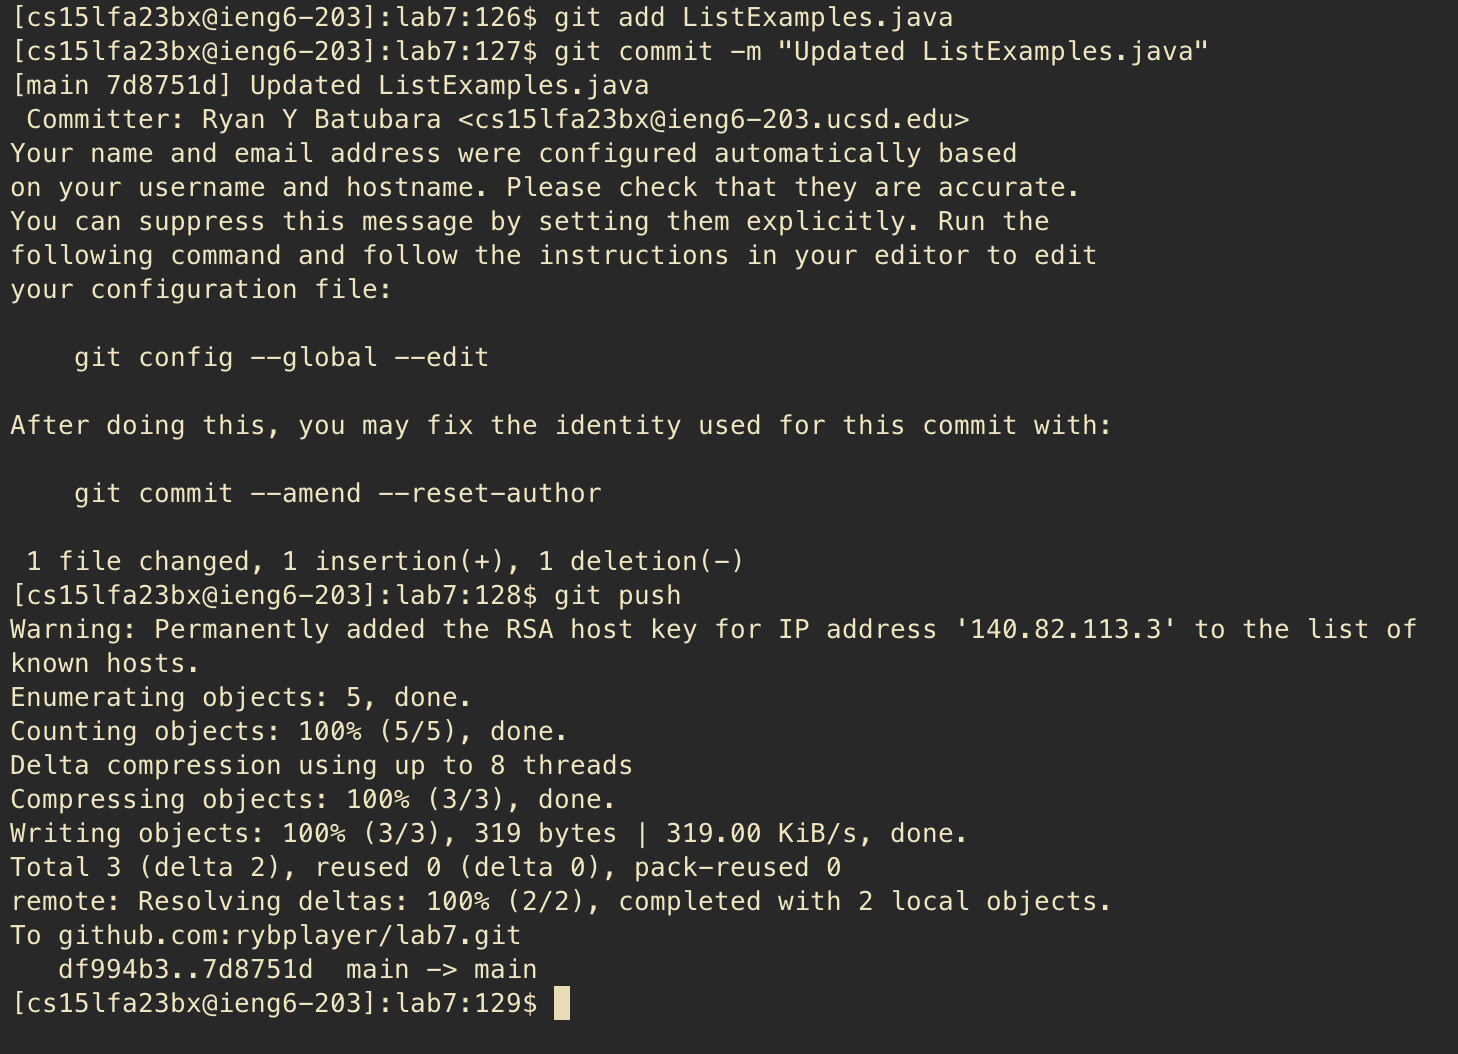 [cs15lfa23bx@ieng6-203]:lab7:126$ git add ListExamples.java
[cs15lfa23bx@ieng6-203]:lab7:127$ git commit -m "Updated ListExamples.java"
[main 7d8751d] Updated ListExamples.java
 Committer: Ryan Y Batubara <cs15lfa23bx@ieng6-203.ucsd.edu>
Your name and email address were configured automatically based
on your username and hostname. Please check that they are accurate.
You can suppress this message by setting them explicitly. Run the
following command and follow the instructions in your editor to edit
your configuration file:

    git config --global --edit

After doing this, you may fix the identity used for this commit with:

    git commit --amend --reset-author

 1 file changed, 1 insertion(+), 1 deletion(-)
[cs15lfa23bx@ieng6-203]:lab7:128$ git push
Warning: Permanently added the RSA host key for IP address '140.82.113.3' to the list of
known hosts.
Enumerating objects: 5, done.
Counting objects: 100% (5/5), done.
Delta compression using up to 8 threads
Compressing objects: 100% (3/3), done.
Writing objects: 100% (3/3), 319 bytes | 319.00 KiB/s, done.
Total 3 (delta 2), reused 0 (delta 0), pack-reused 0
remote: Resolving deltas: 100% (2/2), completed with 2 local objects.
To github.com:rybplayer/lab7.git
   df994b3..7d8751d  main -> main
[cs15lfa23bx@ieng6-203]:lab7:129$